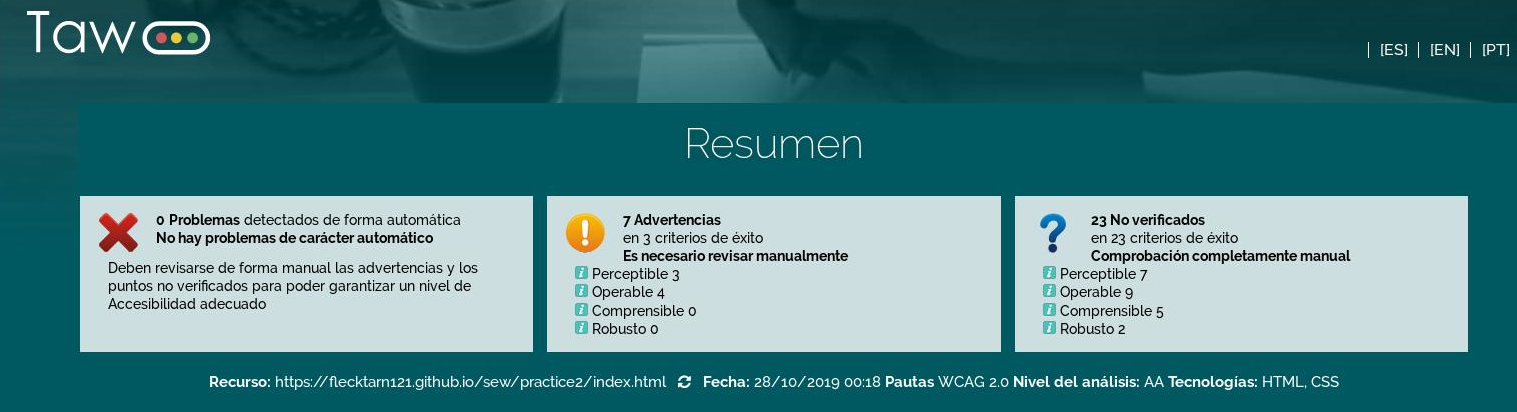 Taw
[ES] [EN] [PT]
Resumen
0 Problemas detectados de forma automática
No hay problemas de carácter automático
Deben revisarse de forma manual las advertencias y los
puntos no verificados para poder garantizar un nivel de
Accesibilidad adecuado
7 Advertencias
en 3 criterios de éxito
Es necesario revisar manualmente
Perceptible 3
Operable 4
Comprensible 0
Robusto 0
23 No verificados
en 23 criterios de éxito
Comprobación completamente manual
Perceptible 7
Operable 9
Comprensible 5
Robusto 2
Recurso: https://flecktarn121.github.io/sew/practice2/index.html Fecha: 28/10/2019 00:18 Pautas WCAG 2.0 Nivel del análisis: AA Tecnologías: HTML, CSS